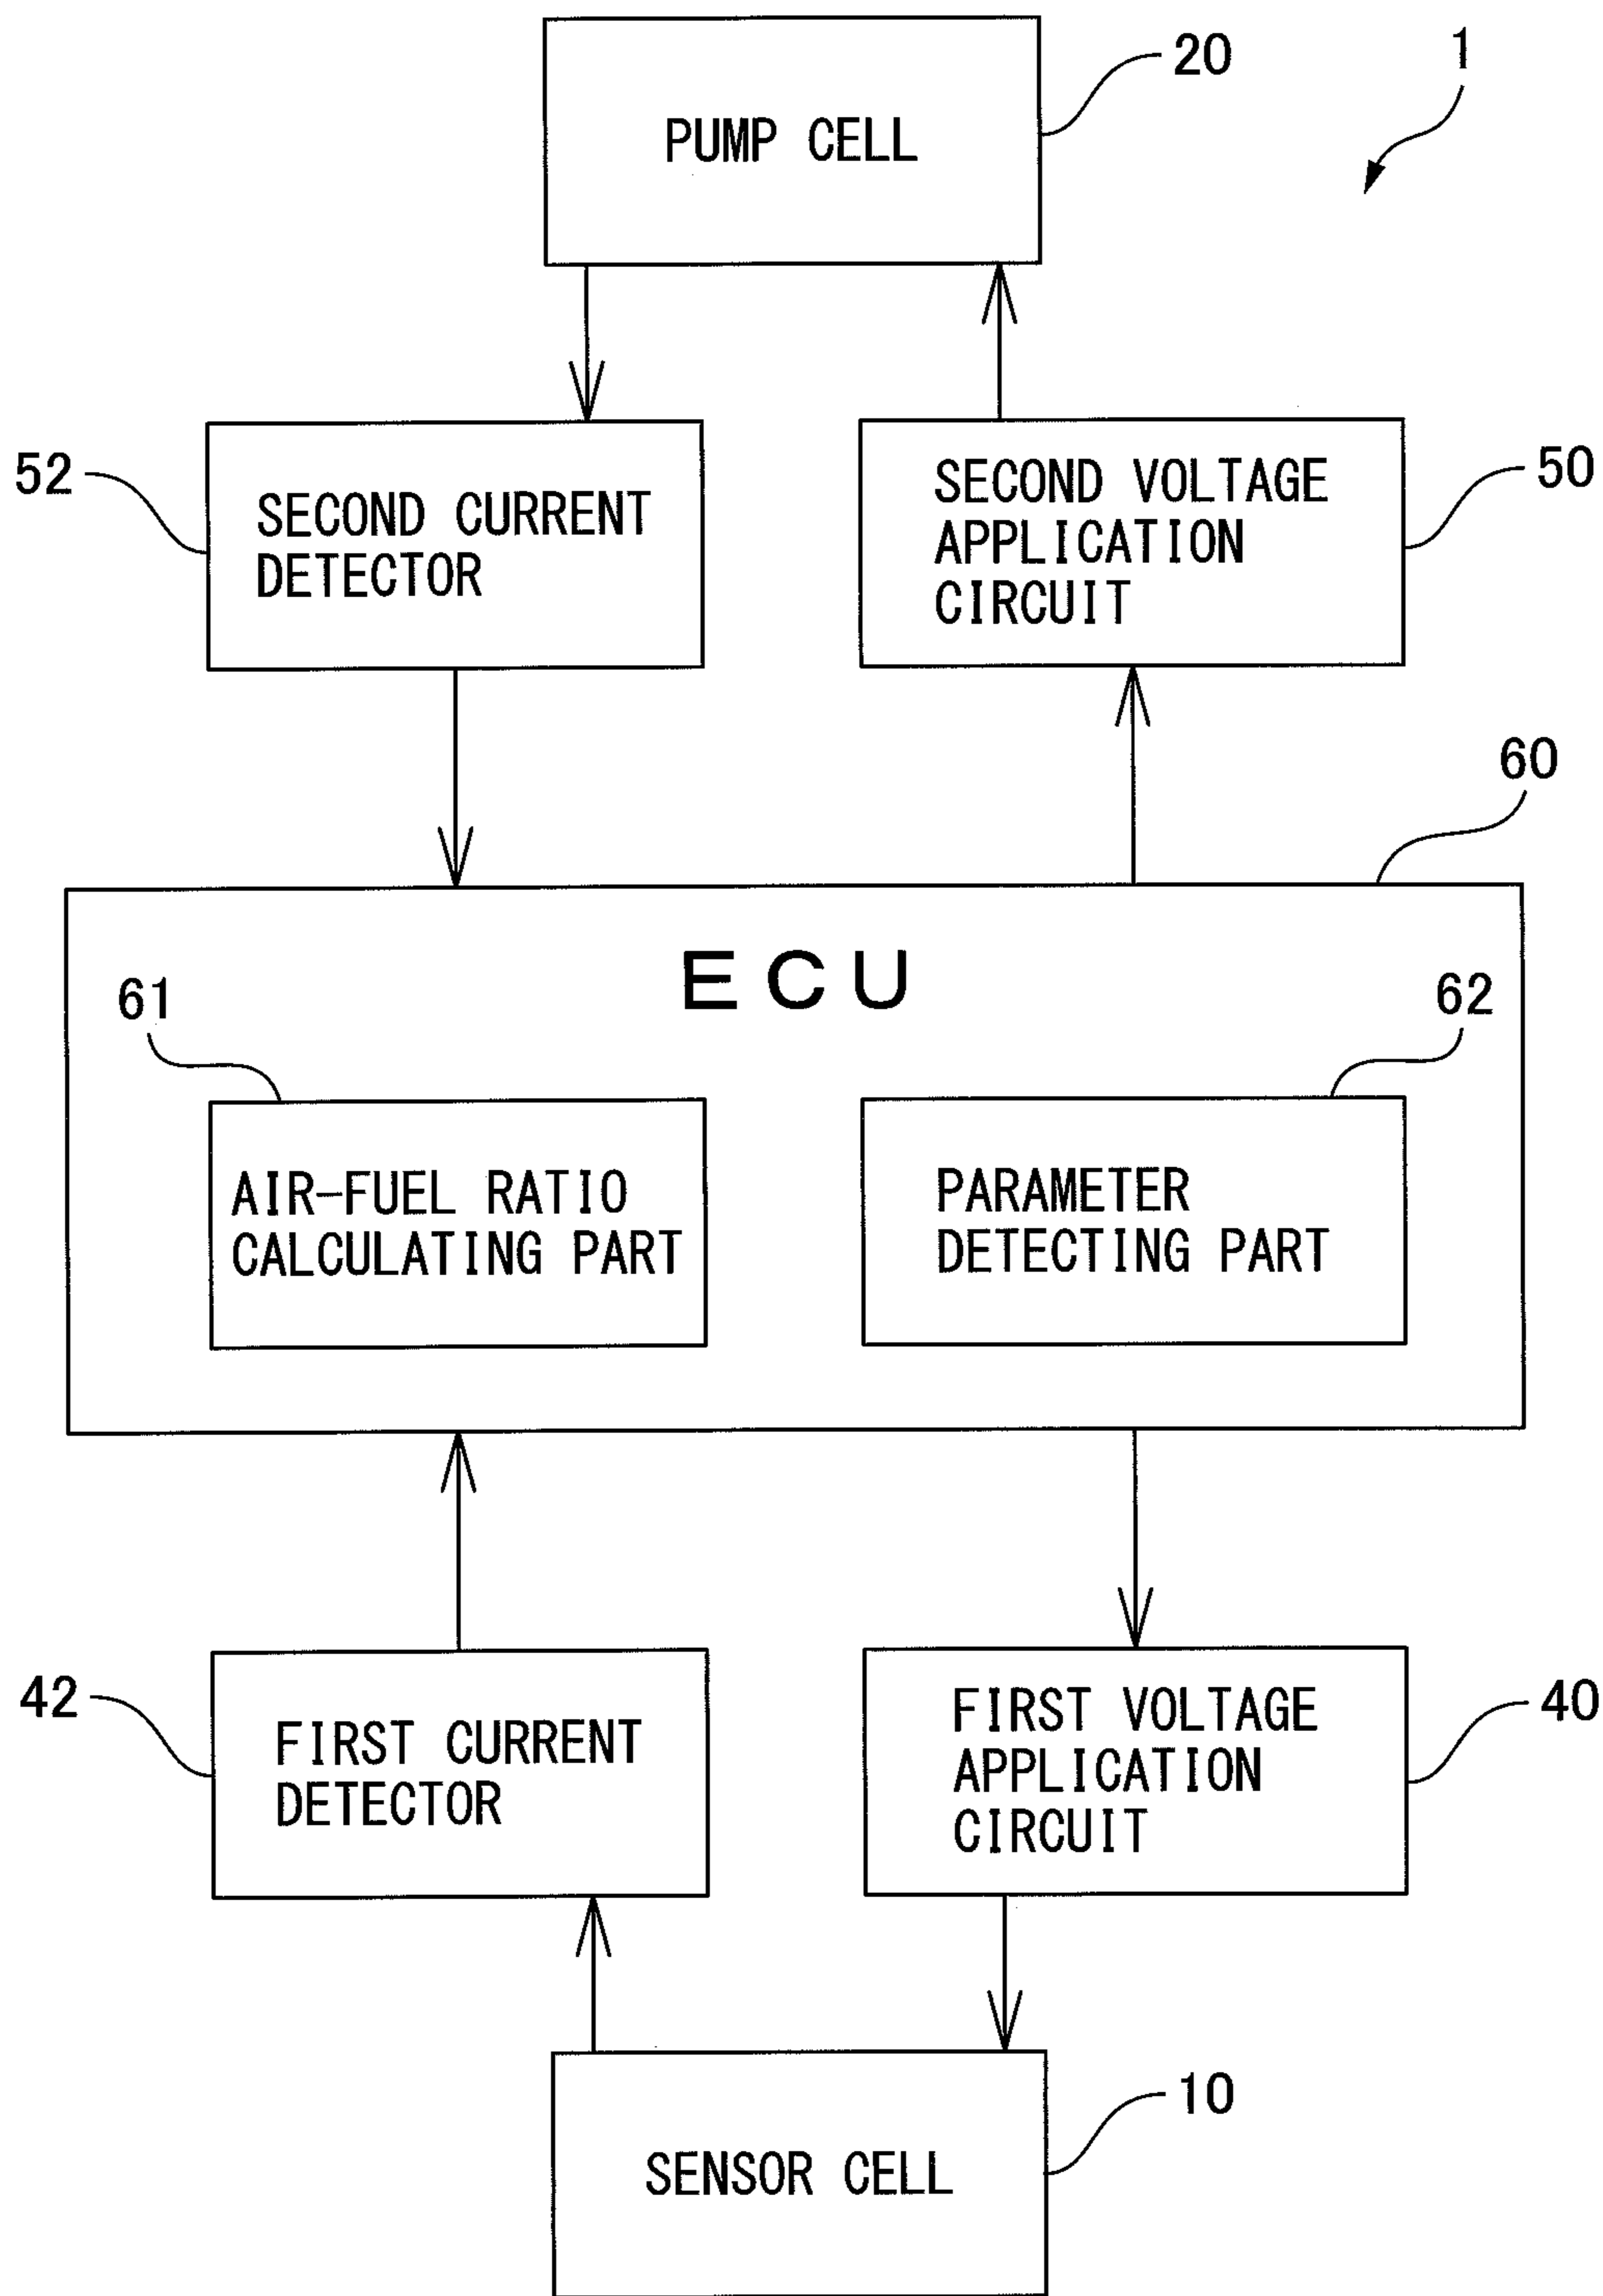 1
20
PUMP CELL
52
SECOND CURRENT
DETECTOR
50
SECOND VOLTAGE
APPLICATION
CIRCUIT
60
ECU
61
62
AIR-FUEL RATIO
CALCULATING PART
PARAMETER
DETECTING PART
42
FIRST CURRENT
DETECTOR
40
FIRST VOLTAGE
APPLICATION
CIRCUIT
10
SENSOR CELL